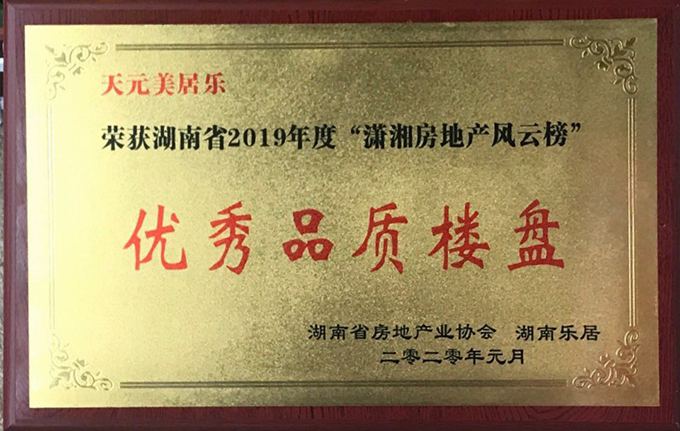 天元美居乐
荣获湖南省2019年度“潇湘房地产风云榜”
优秀品质楼盘
湖南省房地产业协会 湖南乐居
二零二零年元月